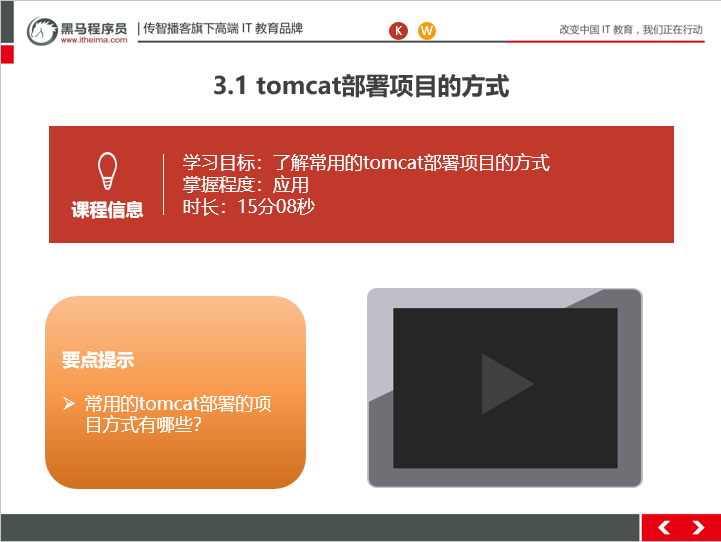 黑马程序员
www.itheima.com
传智播客旗下高端 IT 教育品牌
K
W
改变中国 IT 教育，我们正在行动
3.1 tomcat部署项目的方式
课程信息
学习目标：了解常用的tomcat部署项目的方式
掌握程度：应用
时长：15分08秒
要点提示
常用的tomcat部署的项
目方式有哪些？